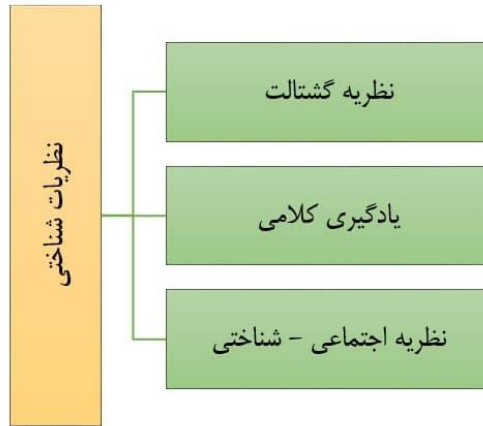 نظریات شناختی
نظریه گشتالت
یادگیری کلامی
نظریه اجتماعی - شناختی